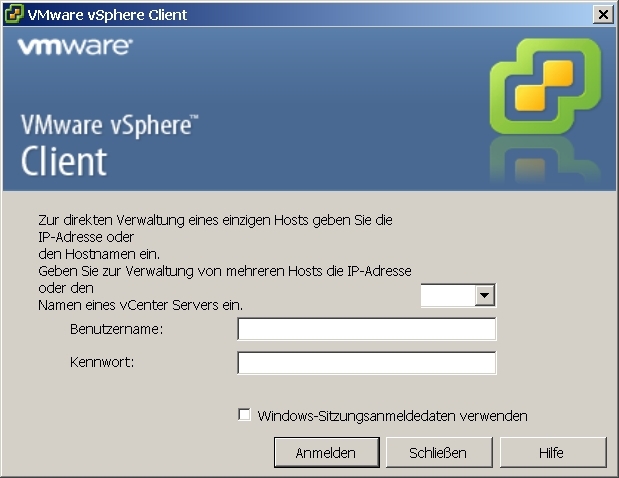 VMware vSphere Client
vmware®
VMware vSphere™
Client
Zur direkten Verwaltung eines einzigen Hosts geben Sie die
IP-Adresse oder
den Hostnamen ein.
Geben Sie zur Verwaltung von mehreren Hosts die IP-Adresse
oder den
Namen eines vCenter Servers ein.
Benutzername:
Kennwort:
Windows-Sitzungsanmeldedaten verwenden
Anmelden Schließen Hilfe